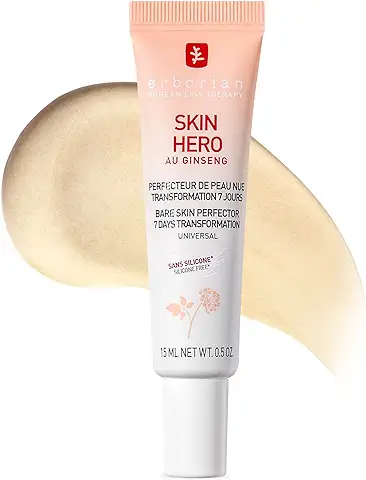 erborian
KOREAN SKIN THERAPY
SKIN
HERO
AU GINSENG
PERFECTEUR DE PEAU NUE
TRANSFORMATION 7 JOURS
BARE SKIN PERFECTOR
7 DAYS TRANSFORMATION
UNIVERSAL
SANS SILICONE*
SILICONE FREE*
15 ML NET WT. 0.5 OZ.